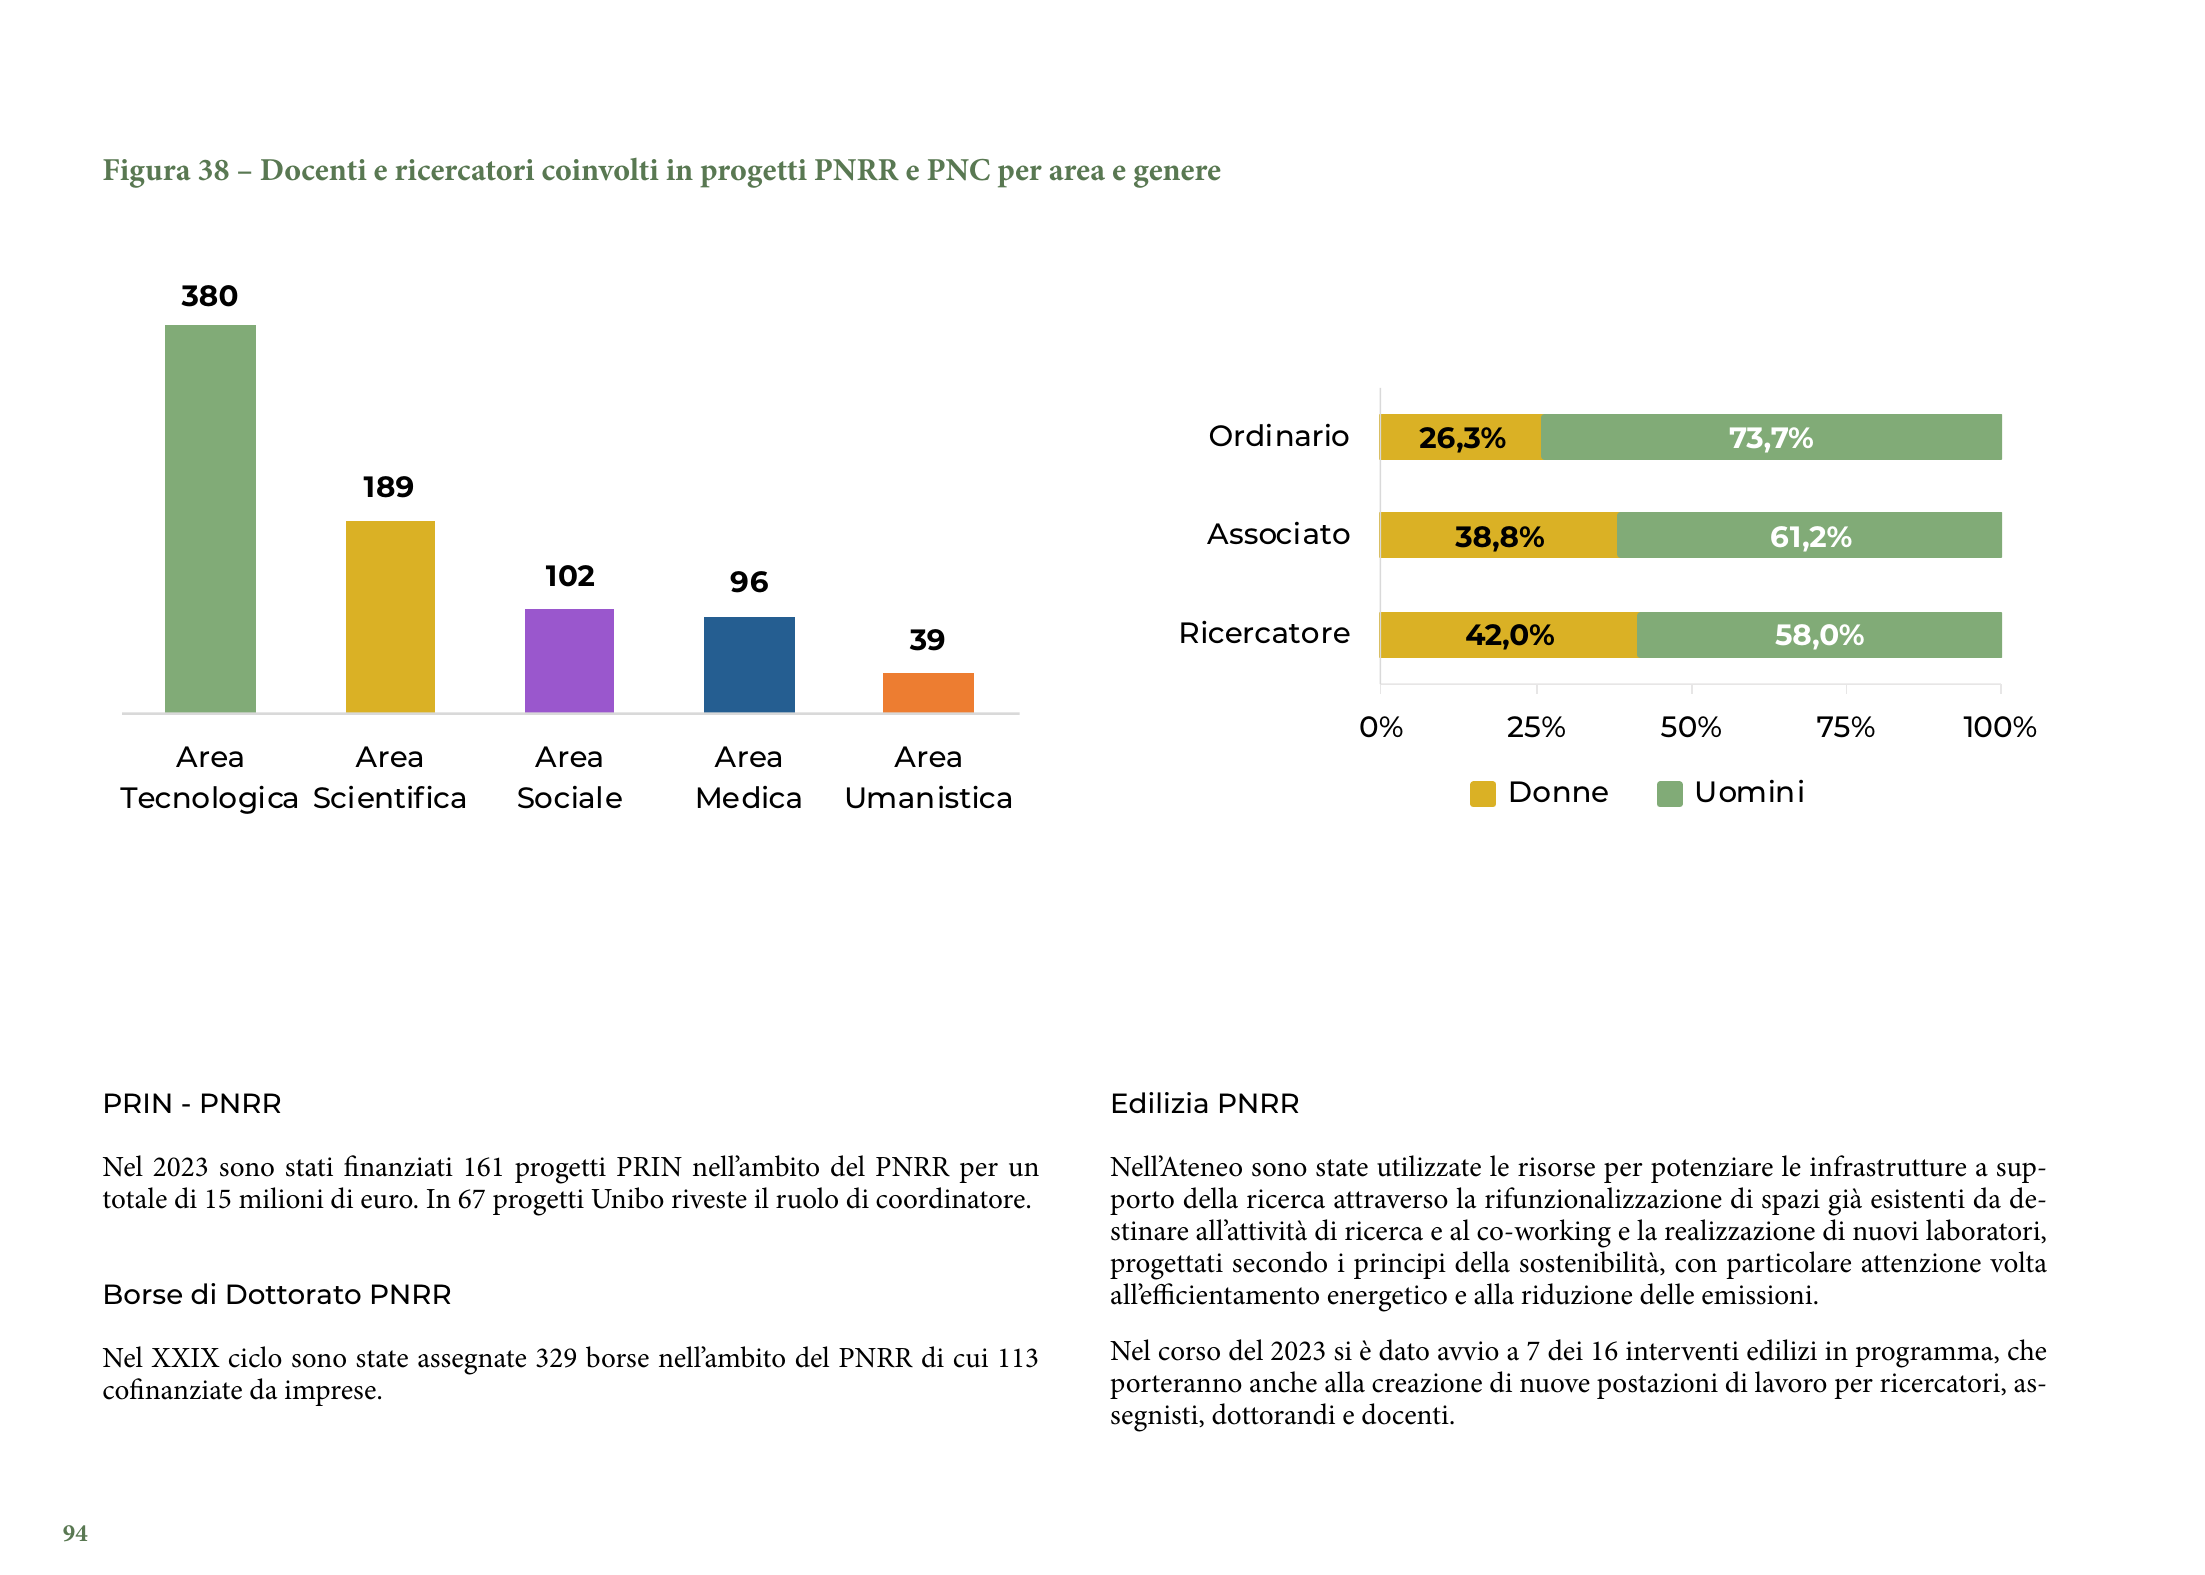 Figura 38 – Docenti e ricercatori coinvolti in progetti PNRR e PNC per area e genere
380
189
102
96
39
Area Tecnologica
Area Scientifica
Area Sociale
Area Medica
Area Umanistica
Ordinario 26,3% 73,7%
Associato 38,8% 61,2%
Ricercatore 42,0% 58,0%
0% 25% 50% 75% 100%
Donne Uomini
PRIN - PNRR
Nel 2023 sono stati finanziati 161 progetti PRIN nell’ambito del PNRR per un
totale di 15 milioni di euro. In 67 progetti Unibo riveste il ruolo di coordinatore.
Borse di Dottorato PNRR
Nel XXIX ciclo sono state assegnate 329 borse nell’ambito del PNRR di cui 113
cofinanziate da imprese.
Edilizia PNRR
Nell’Ateneo sono state utilizzate le risorse per potenziare le infrastrutture a sup-
porto della ricerca attraverso la rifunzionalizzazione di spazi già esistenti da de-
stinare all’attività di ricerca e al co-working e la realizzazione di nuovi laboratori,
progettati secondo i principi della sostenibilità, con particolare attenzione volta
all’efficientamento energetico e alla riduzione delle emissioni.
Nel corso del 2023 si è dato avvio a 7 dei 16 interventi edilizi in programma, che
porteranno anche alla creazione di nuove postazioni di lavoro per ricercatori, as-
segnisti, dottorandi e docenti.
94